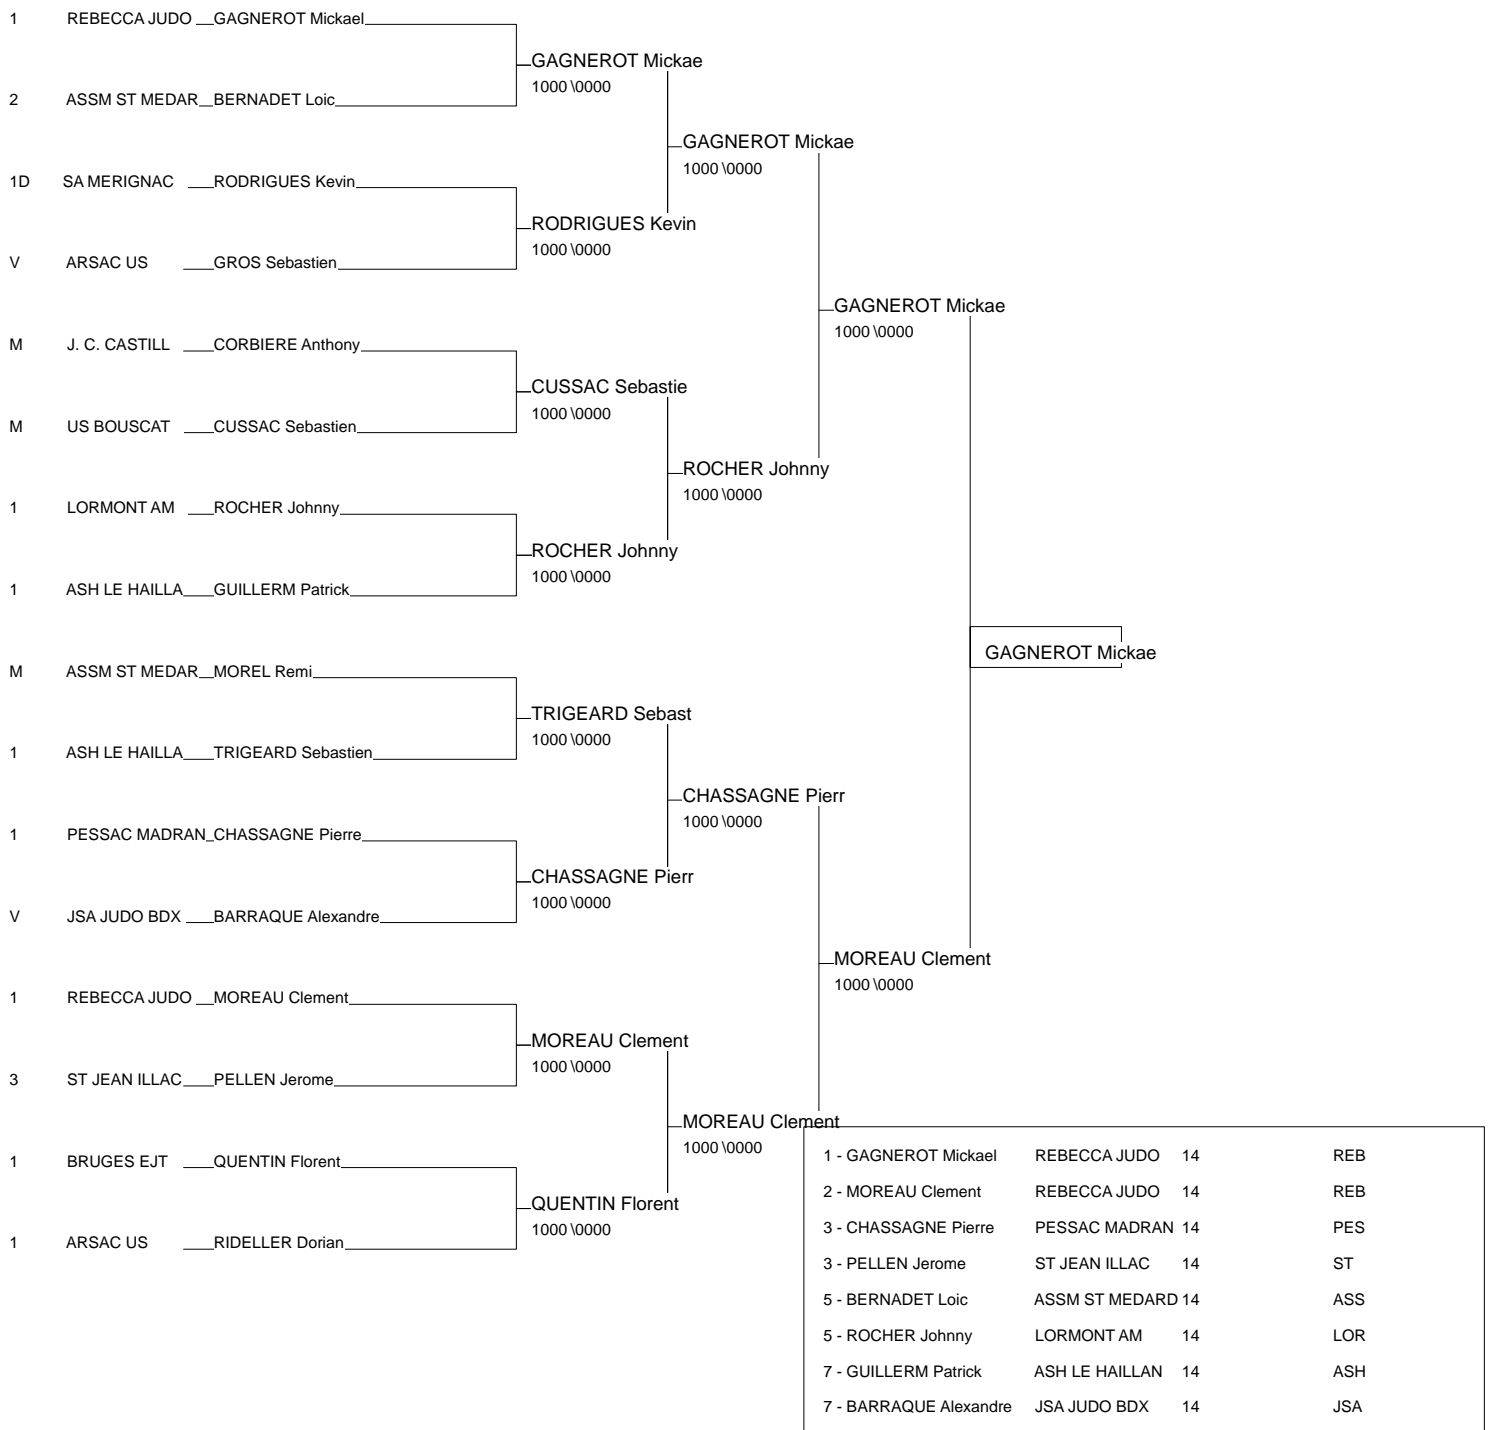 1 REBECCA JUDO GAGNEROT Mickael
GAGNEROT Mickae
1000 \0000
2 ASSM ST MEDAR BERNADET Loic
GAGNEROT Mickae
1000 \0000
1D SA MERIGNAC RODRIGUES Kevin
RODRIGUES Kevin
1000 \0000
V ARSAC US GROS Sebastien
GAGNEROT Mickae
1000 \0000
M J. C. CASTILL CORBIERE Anthony
CUSSAC Sebastie
1000 \0000
M US BOUSCAT CUSSAC Sebastien
ROCHER Johnny
1000 \0000
1 LORMONT AM ROCHER Johnny
ROCHER Johnny
1000 \0000
1 ASH LE HAILLA GUILLERM Patrick
GAGNEROT Mickae
M ASSM ST MEDAR MOREL Remi
TRIGEARD Sebast
1000 \0000
1 ASH LE HAILLA TRIGEARD Sebastien
CHASSAGNE Pierr
1000 \0000
1 PESSAC MADRAN CHASSAGNE Pierre
CHASSAGNE Pierr
1000 \0000
V JSA JUDO BDX BARRAQUE Alexandre
MOREAU Clement
1000 \0000
1 REBECCA JUDO MOREAU Clement
MOREAU Clement
1000 \0000
3 ST JEAN ILLAC PELLEN Jerome
MOREAU Clement
1000 \0000
1 BRUGES EJT QUENTIN Florent
QUENTIN Florent
1000 \0000
1 ARSAC US RIDELLER Dorian
1 - GAGNEROT Mickael REBECCA JUDO 14 REB
2 - MOREAU Clement REBECCA JUDO 14 REB
3 - CHASSAGNE Pierre PESSAC MADRAN 14 PES
3 - PELLEN Jerome ST JEAN ILLAC 14 ST
5 - BERNADET Loic ASSM ST MEDARD 14 ASS
5 - ROCHER Johnny LORMONT AM 14 LOR
7 - GUILLERM Patrick ASH LE HAILLAN 14 ASH
7 - BARRAQUE Alexandre JSA JUDO BDX 14 JSA